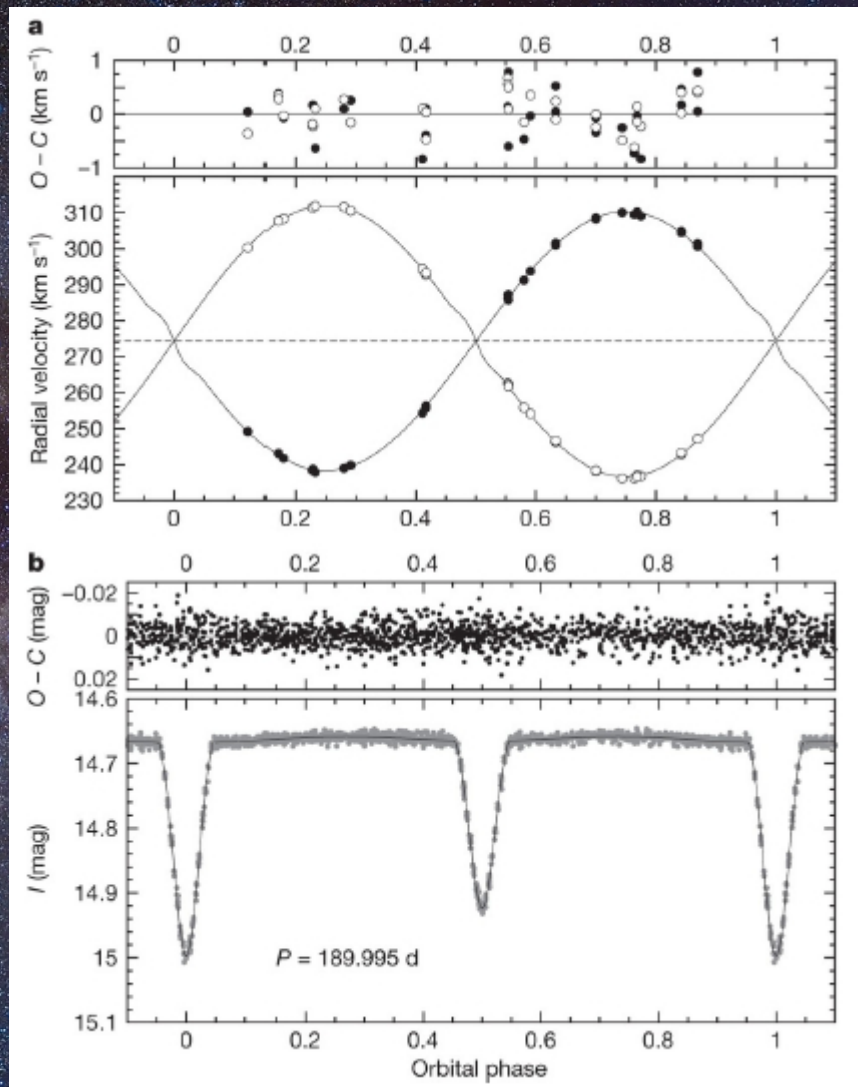 a
0 0.2 0.4 0.6 0.8 1
O – C (km s⁻¹)
1
0
−1
Radial velocity (km s⁻¹)
310
300
290
280
270
260
250
240
230
0 0.2 0.4 0.6 0.8 1
b
0 0.2 0.4 0.6 0.8 1
O – C (mag)
−0.02
0
0.02
I (mag)
14.6
14.7
14.8
14.9
15
15.1
P = 189.995 d
0 0.2 0.4 0.6 0.8 1
Orbital phase